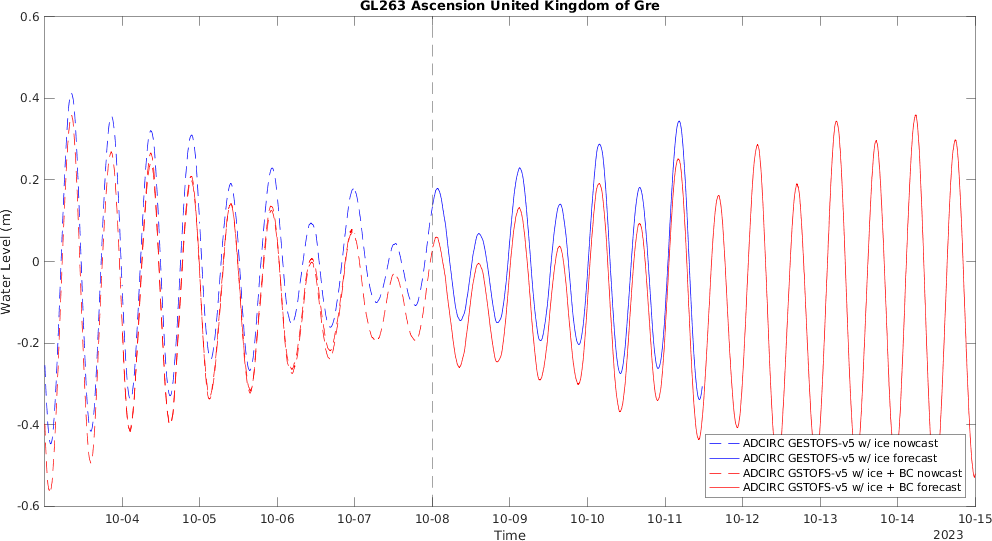 GL263 Ascension United Kingdom of Gre
0.6
0.4
0.2
0
-0.2
-0.4
-0.6
Water Level (m)
ADCIRC GESTOFS-v5 w/ ice nowcast
ADCIRC GESTOFS-v5 w/ ice forecast
ADCIRC GSTOFS-v5 w/ ice + BC nowcast
ADCIRC GSTOFS-v5 w/ ice + BC forecast
10-04 10-05 10-06 10-07 10-08 10-09 10-10 10-11 10-12 10-13 10-14 10-15
Time
2023